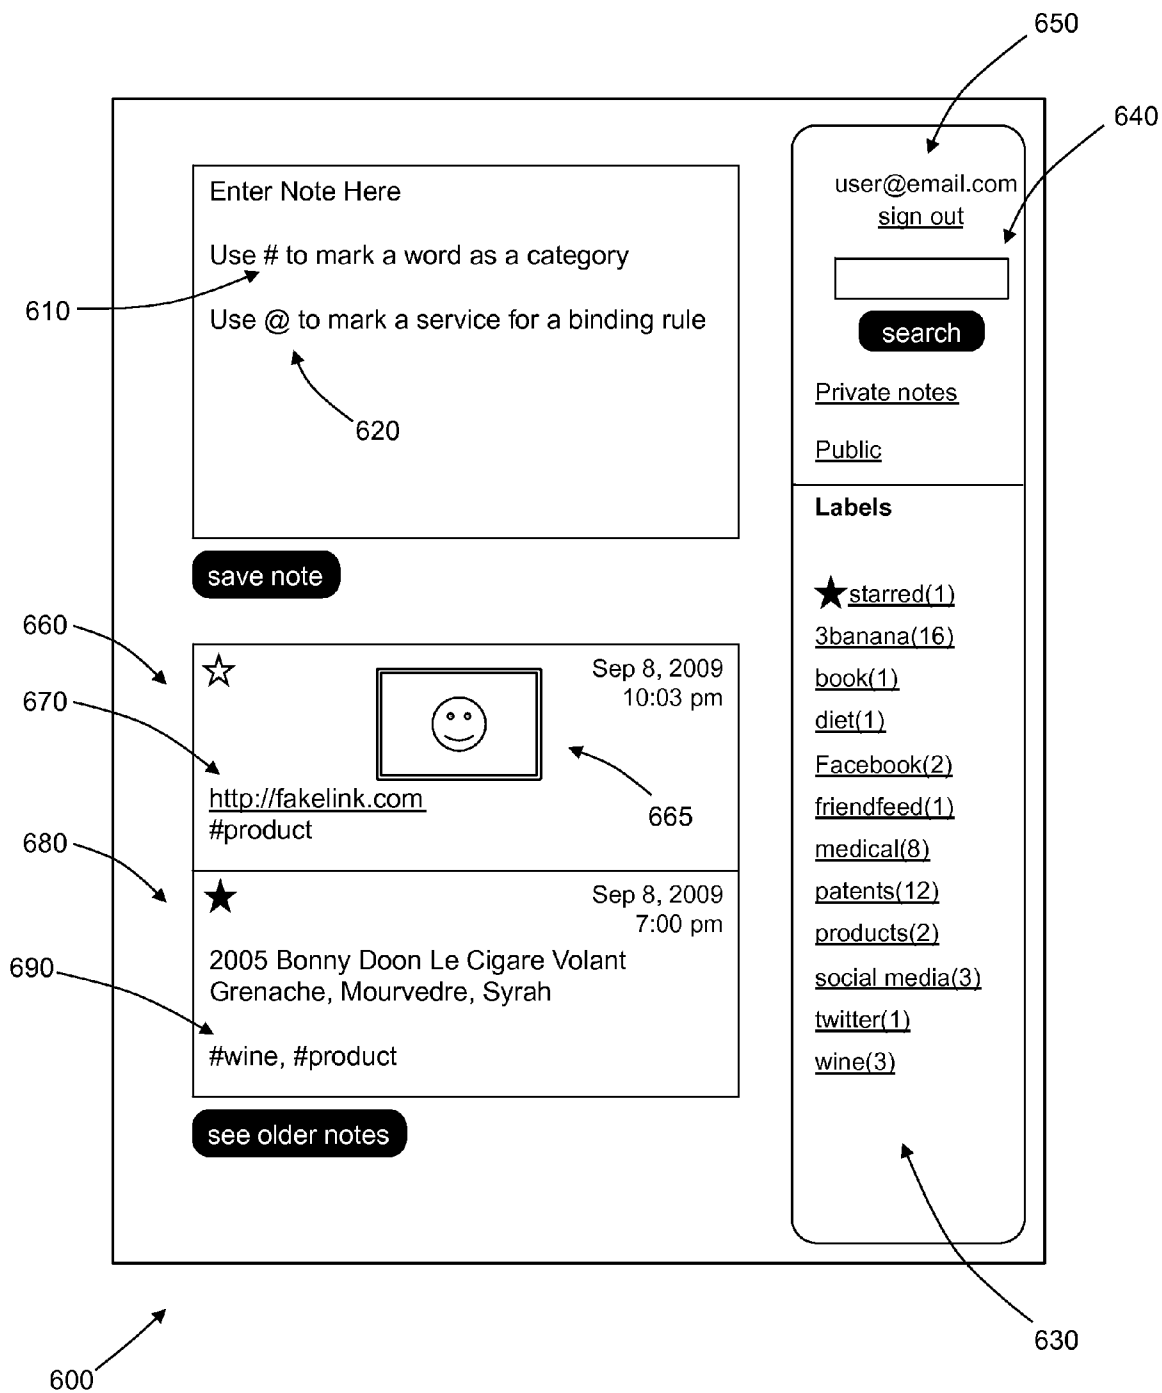 650
640
user@email.com
sign out
search
Private notes
Public
Enter Note Here
Use # to mark a word as a category
610
Use @ to mark a service for a binding rule
620
save note
Labels
starred(1)
3banana(16)
book(1)
diet(1)
Facebook(2)
friendfeed(1)
medical(8)
patents(12)
products(2)
social media(3)
twitter(1)
wine(3)
660
Sep 8, 2009
10:03 pm
670
http://fakelink.com
#product
665
680
Sep 8, 2009
7:00 pm
2005 Bonny Doon Le Cigare Volant
Grenache, Mourvedre, Syrah
690
#wine, #product
see older notes
630
600